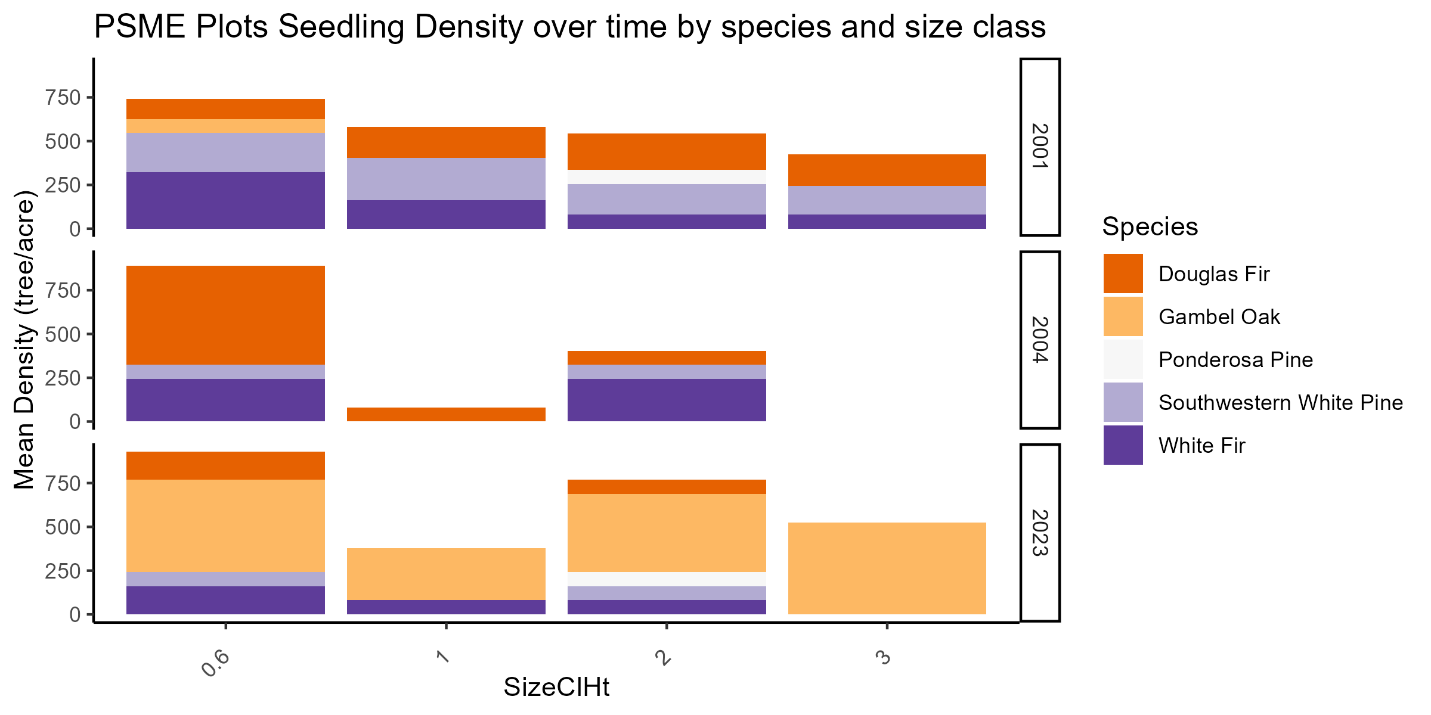 PSME Plots Seedling Density over time by species and size class
Mean Density (tree/acre)
750
500
250
0
2001
750
500
250
0
2004
750
500
250
0
2023
0.6
1
2
3
SizeClHt
Species
Douglas Fir
Gambel Oak
Ponderosa Pine
Southwestern White Pine
White Fir